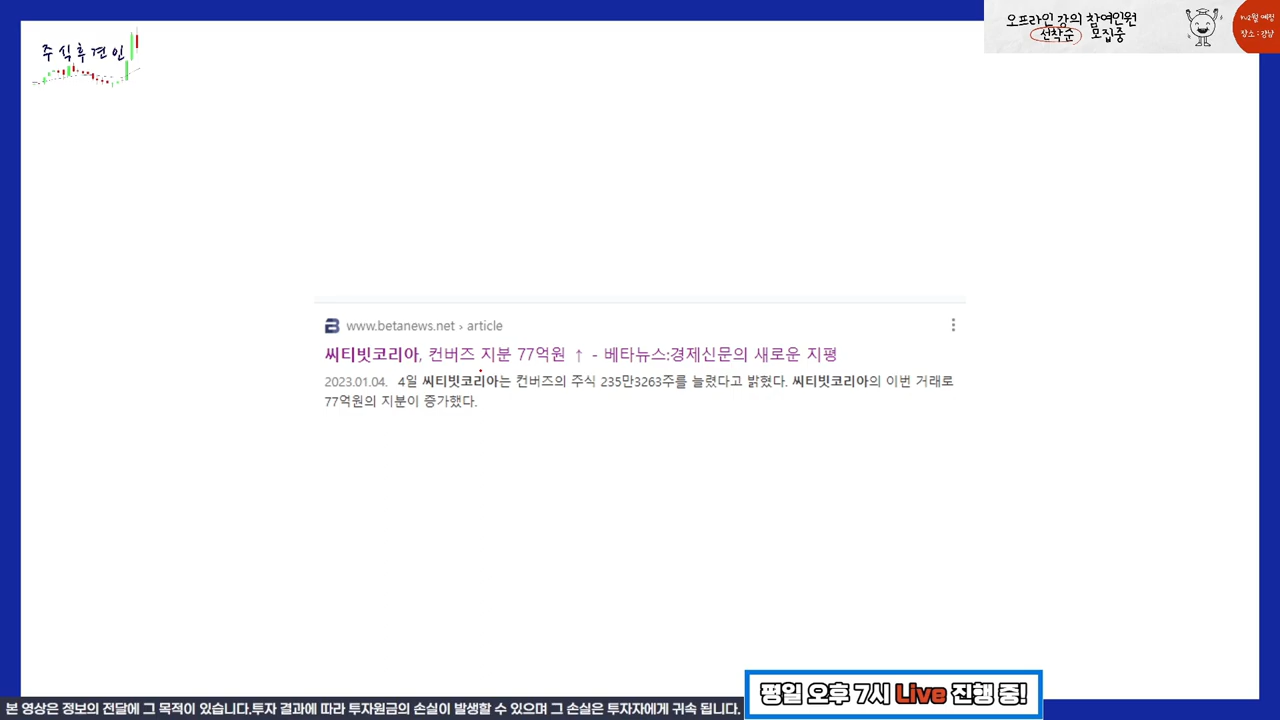 주식후견인
오프라인 강의 참여인원
선착순 모집중
장소 : 강남
www.betanews.net › article
씨티빗코리아, 컨버즈 지분 77억원 ↑ - 베타뉴스:경제신문의 새로운 지평
2023.01.04. 4일 씨티빗코리아는 컨버즈의 주식 235만3263주를 늘렸다고 밝혔다. 씨티빗코리아의 이번 거래로
77억원의 지분이 증가했다.
평일 오후 7시 Live 진행 중!
본 영상은 정보의 전달에 그 목적이 있습니다.투자 결과에 따라 투자원금의 손실이 발생할 수 있으며 그 손실은 투자자에게 귀속 됩니다.